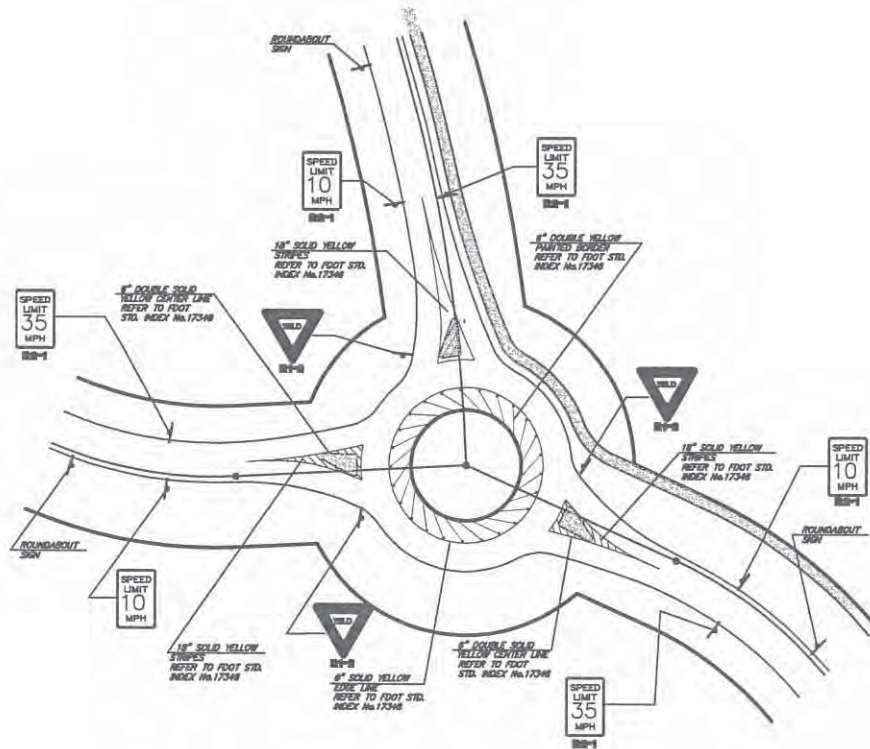 ROUNDABOUT
SIGN
SPEED
LIMIT
10
MPH
R2-1
SPEED
LIMIT
35
MPH
R2-1
18" SOLID YELLOW
STRIPES
REFER TO FDOT STD.
INDEX No.17346
6" DOUBLE YELLOW
PAINTED BORDER
REFER TO FDOT STD.
INDEX No.17346
6" DOUBLE SOLID
YELLOW CENTER LINE
REFER TO FDOT
STD. INDEX No.17346
SPEED
LIMIT
35
MPH
R2-1
YIELD
R1-2
YIELD
R1-2
18" SOLID YELLOW
STRIPES
REFER TO FDOT STD.
INDEX No.17346
SPEED
LIMIT
10
MPH
R2-1
ROUNDABOUT
SIGN
ROUNDABOUT
SIGN
SPEED
LIMIT
10
MPH
18" SOLID YELLOW
STRIPES
REFER TO FDOT STD.
INDEX No.17346
YIELD
R1-2
6" SOLID YELLOW
EDGE LINE
REFER TO FDOT STD.
INDEX No.17346
6" DOUBLE SOLID
YELLOW CENTER LINE
REFER TO FDOT
STD. INDEX No.17346
SPEED
LIMIT
35
MPH
R2-1